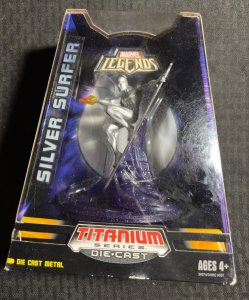 MARVEL
LEGENDS
SILVER SURFER
TITANIUM
SERIES
DIE-CAST
DIE CAST METAL
AGES 4+